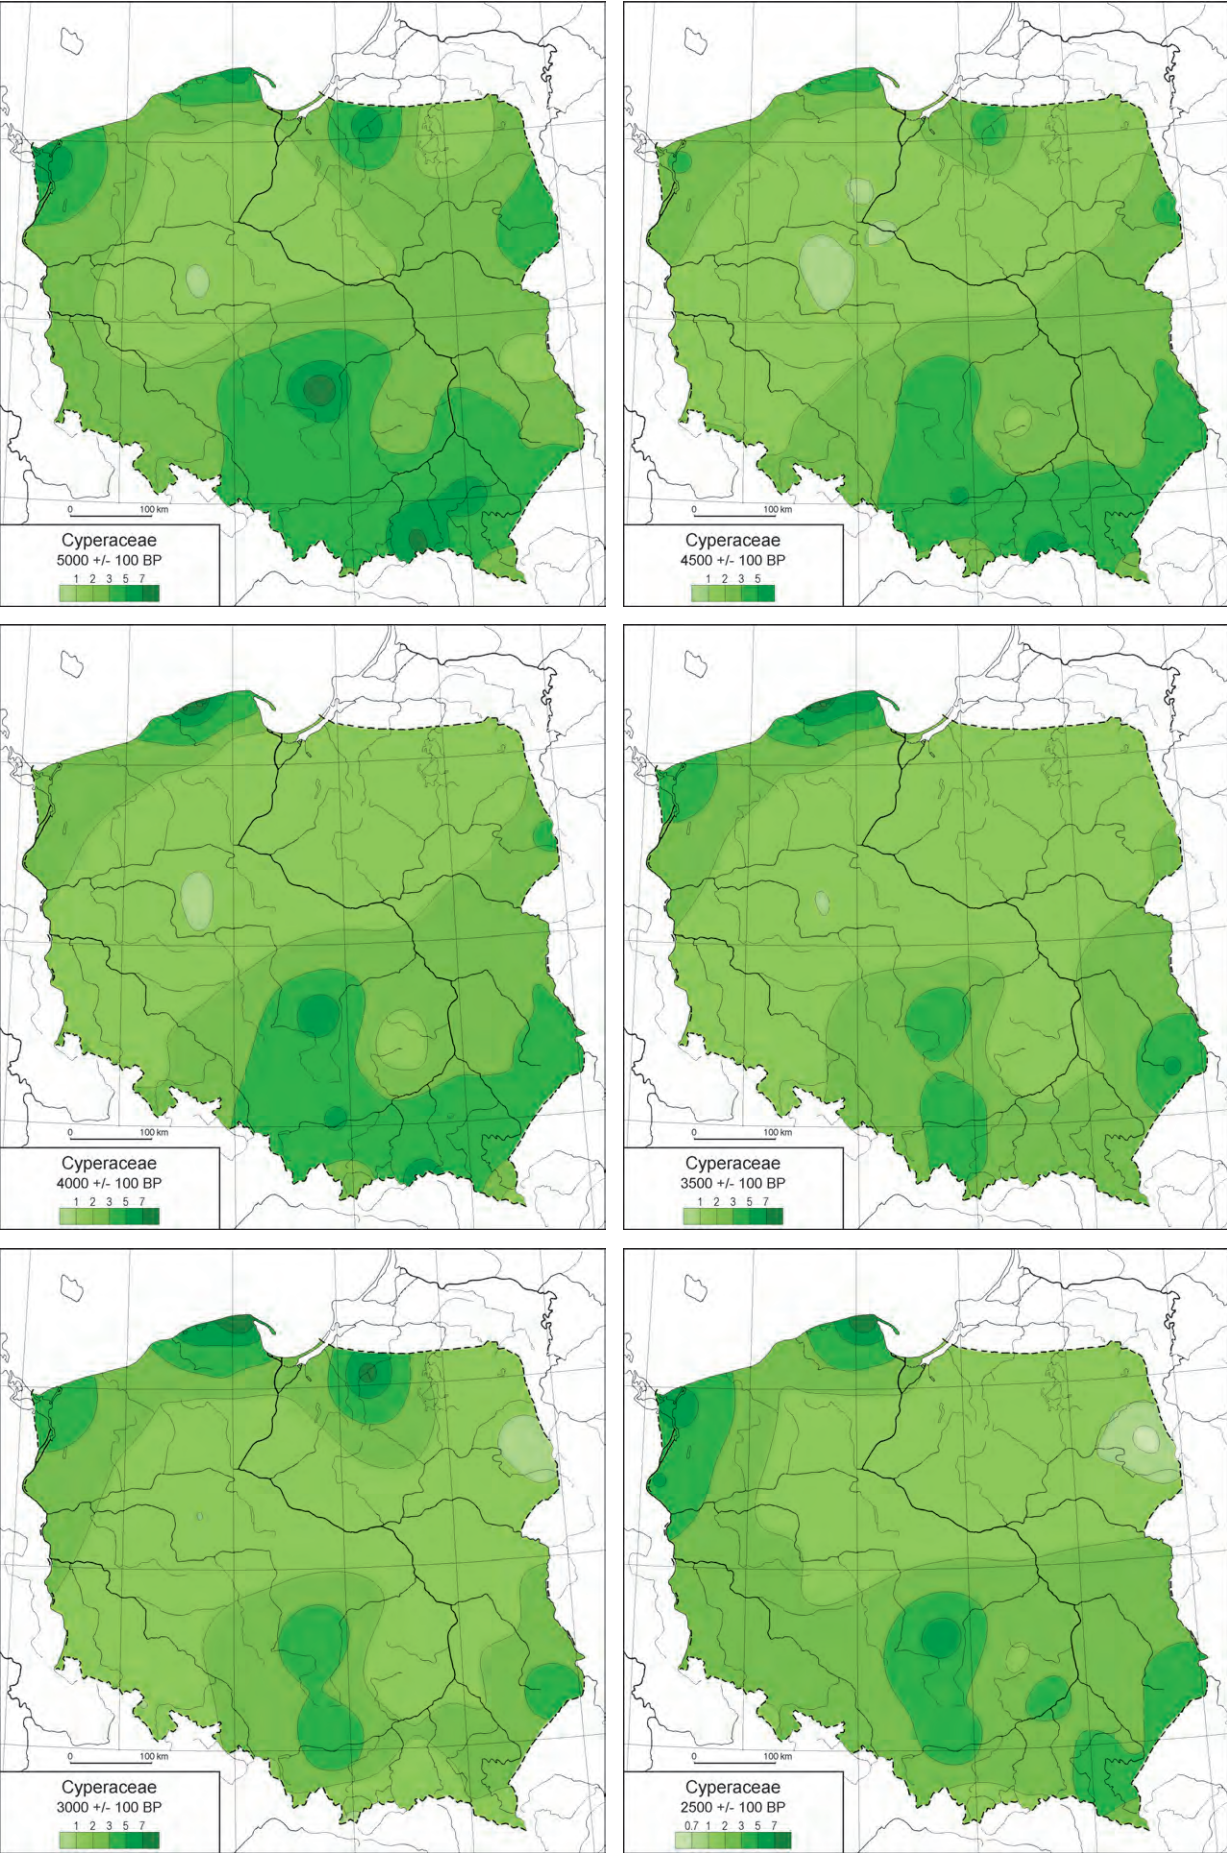 0 100 km
Cyperaceae
5000 +/- 100 BP
1 2 3 5 7
0 100 km
Cyperaceae
4500 +/- 100 BP
1 2 3 5
0 100 km
Cyperaceae
4000 +/- 100 BP
1 2 3 5 7
0 100 km
Cyperaceae
3500 +/- 100 BP
1 2 3 5 7
0 100 km
Cyperaceae
3000 +/- 100 BP
1 2 3 5 7
0 100 km
Cyperaceae
2500 +/- 100 BP
0.7 1 2 3 5 7